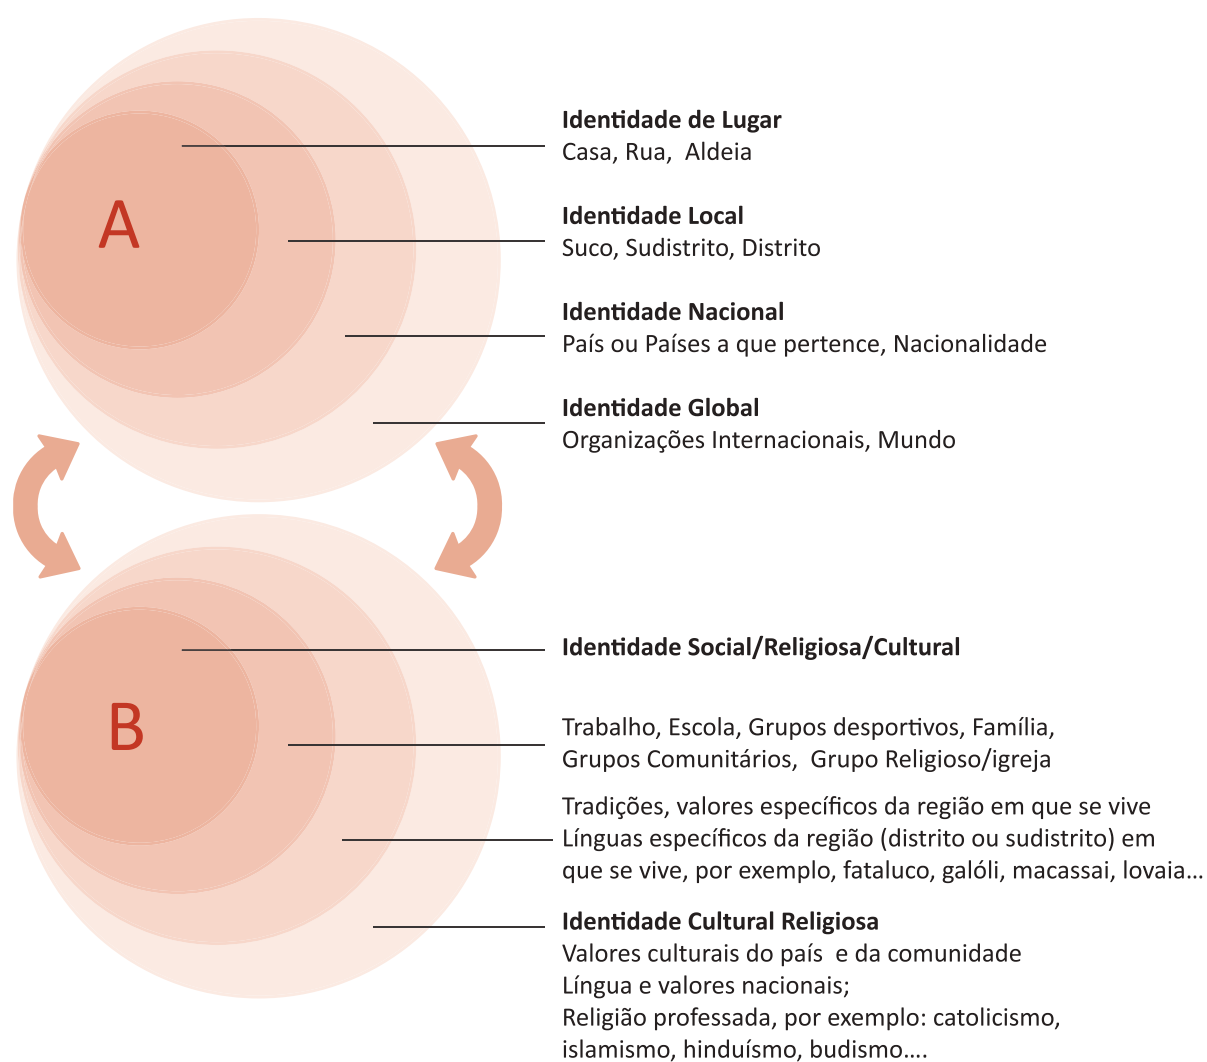 A
Identidade de Lugar
Casa, Rua, Aldeia
Identidade Local
Suco, Sudistrito, Distrito
Identidade Nacional
País ou Países a que pertence, Nacionalidade
Identidade Global
Organizações Internacionais, Mundo
B
Identidade Social/Religiosa/Cultural
Trabalho, Escola, Grupos desportivos, Família,
Grupos Comunitários, Grupo Religioso/igreja
Tradições, valores específicos da região em que se vive
Línguas específicos da região (distrito ou sudistrito) em
que se vive, por exemplo, fataluco, galóli, macassai, lovaia...
Identidade Cultural Religiosa
Valores culturais do país e da comunidade
Língua e valores nacionais;
Religião professada, por exemplo: catolicismo,
islamismo, hinduísmo, budismo....